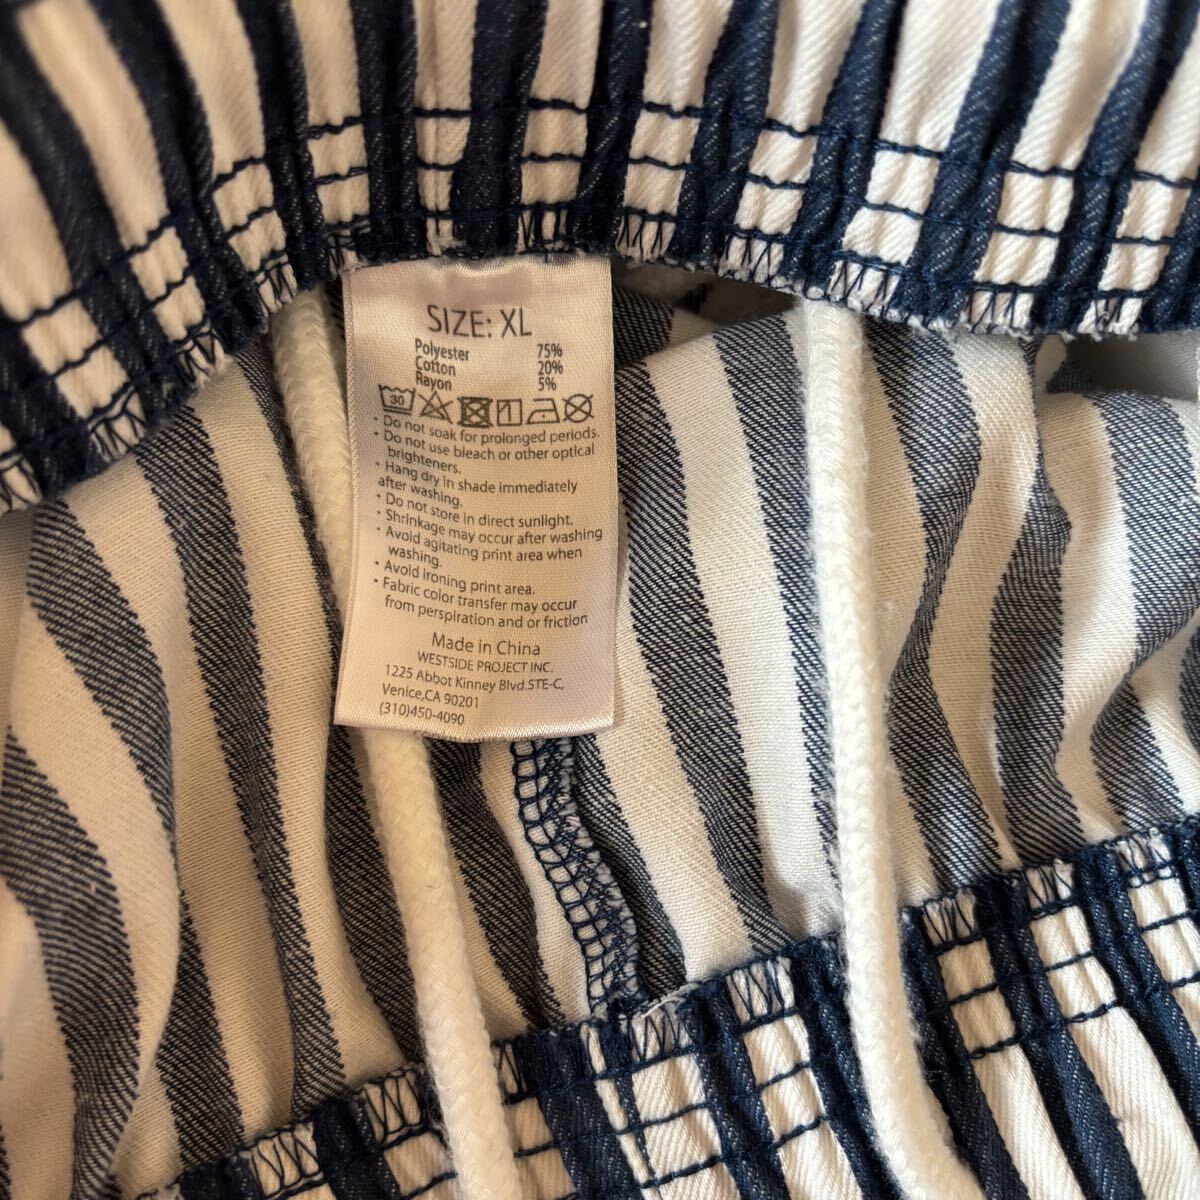 SIZE: XL
Polyester 75%
Cotton 20%
Rayon 5%
30
· Do not soak for prolonged periods.
· Do not use bleach or other optical
brighteners.
· Hang dry in shade immediately
after washing.
· Do not store in direct sunlight.
· Shrinkage may occur after washing
· Avoid agitating print area when
washing.
· Avoid ironing print area.
· Fabric color transfer may occur
from perspiration and or friction
Made in China
WESTSIDE PROJECT INC.
1225 Abbot Kinney Blvd.STE-C,
Venice,CA 90201
(310)450-4090